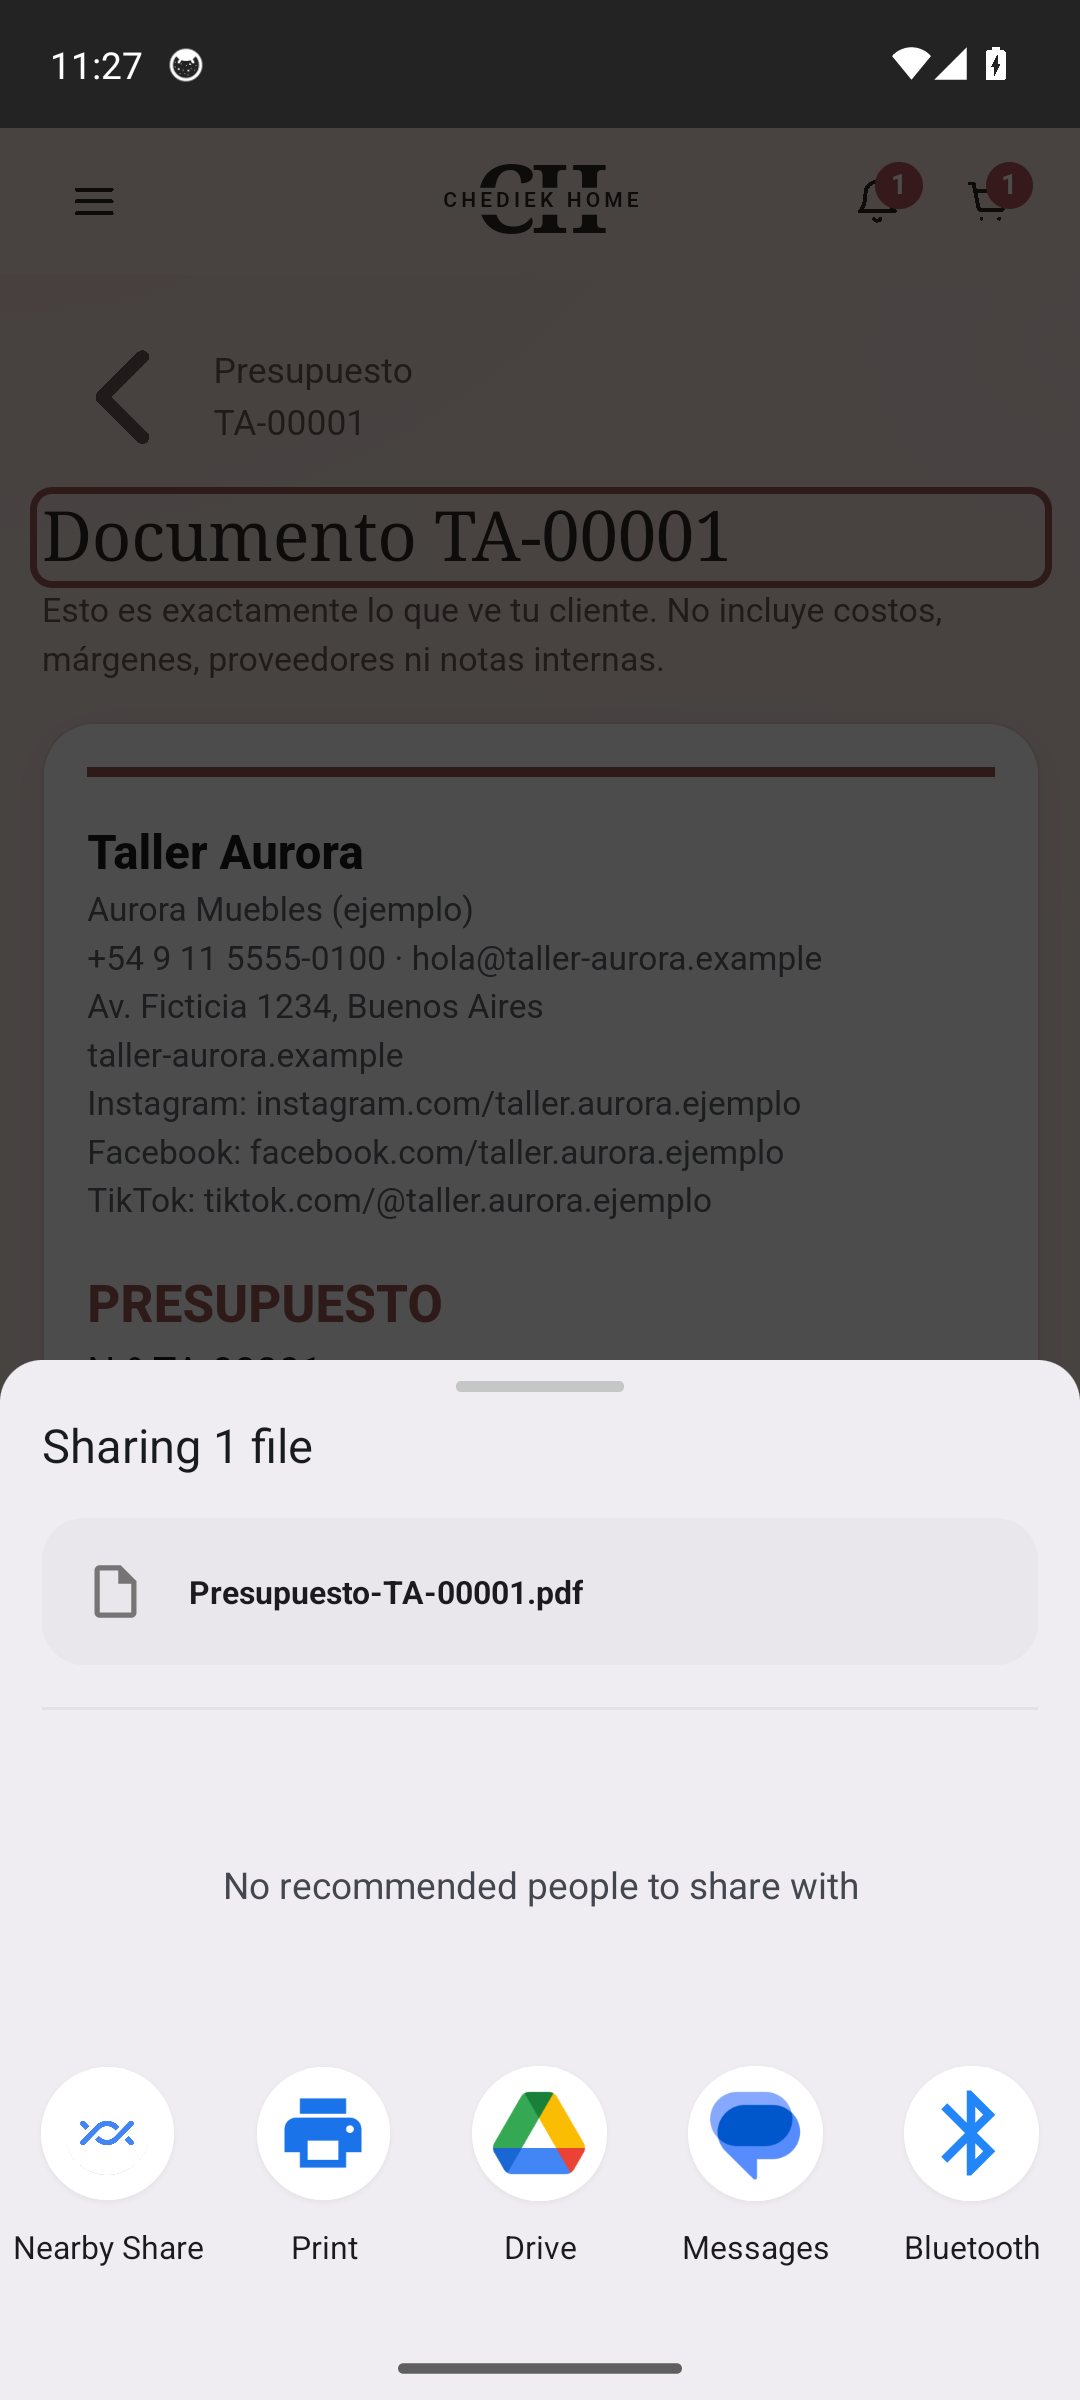 11:27
CH
CHEDIEK HOME
1
1
Presupuesto
TA-00001
Documento TA-00001
Esto es exactamente lo que ve tu cliente. No incluye costos,
márgenes, proveedores ni notas internas.
Taller Aurora
Aurora Muebles (ejemplo)
+54 9 11 5555-0100 · hola@taller-aurora.example
Av. Ficticia 1234, Buenos Aires
taller-aurora.example
Instagram: instagram.com/taller.aurora.ejemplo
Facebook: facebook.com/taller.aurora.ejemplo
TikTok: tiktok.com/@taller.aurora.ejemplo
PRESUPUESTO
Sharing 1 file
Presupuesto-TA-00001.pdf
No recommended people to share with
Nearby Share
Print
Drive
Messages
Bluetooth